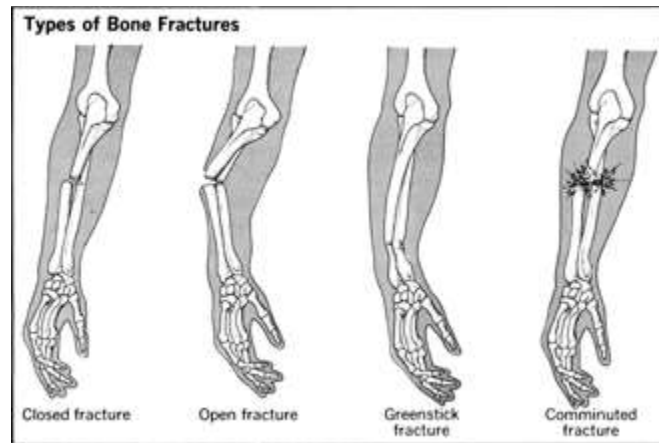 Types of Bone Fractures
Closed fracture
Open fracture
Greenstick
fracture
Comminuted
fracture